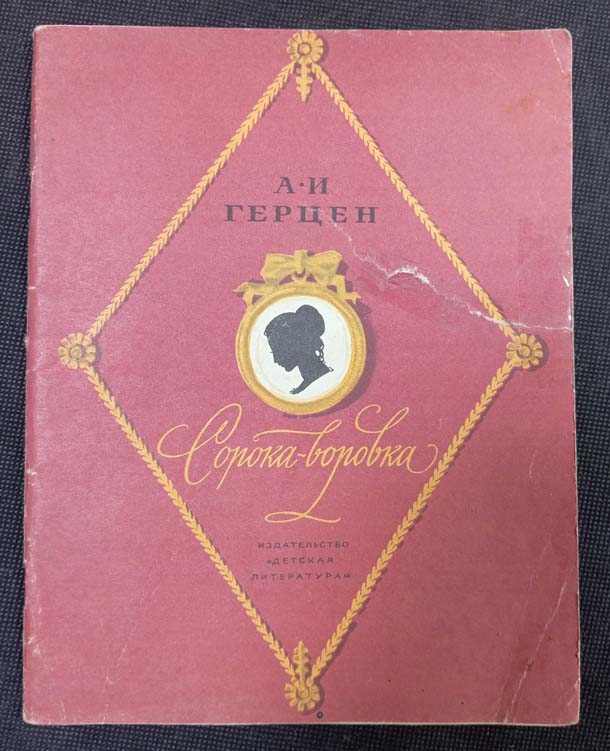 А·И
ГЕРЦЕН
Сорока-воровка
ИЗДАТЕЛЬСТВО
«ДЕТСКАЯ
ЛИТЕРАТУРА»